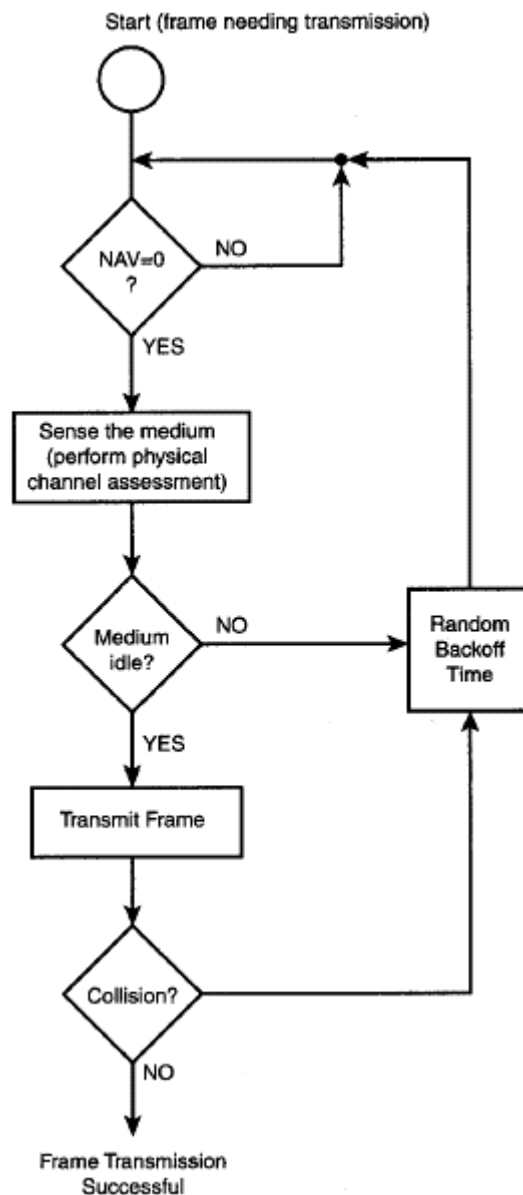 Start (frame needing transmission)
NAV=0
?
NO
YES
Sense the medium
(perform physical
channel assessment)
Medium
idle?
NO
Random
Backoff
Time
YES
Transmit Frame
Collision?
NO
Frame Transmission
Successful